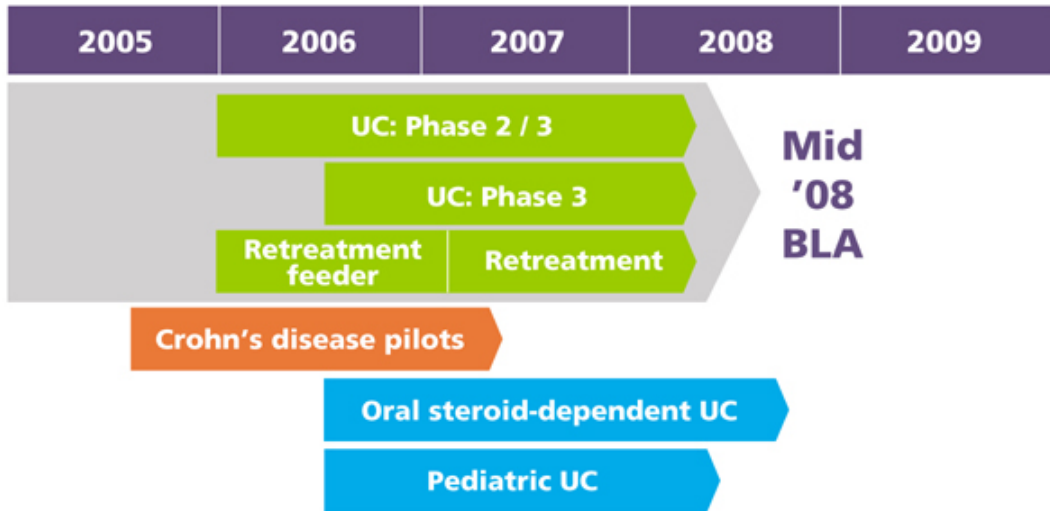 2005 2006 2007 2008 2009
UC: Phase 2 / 3
UC: Phase 3
Retreatment
feeder
Retreatment
Mid
’08
BLA
Crohn’s disease pilots
Oral steroid-dependent UC
Pediatric UC